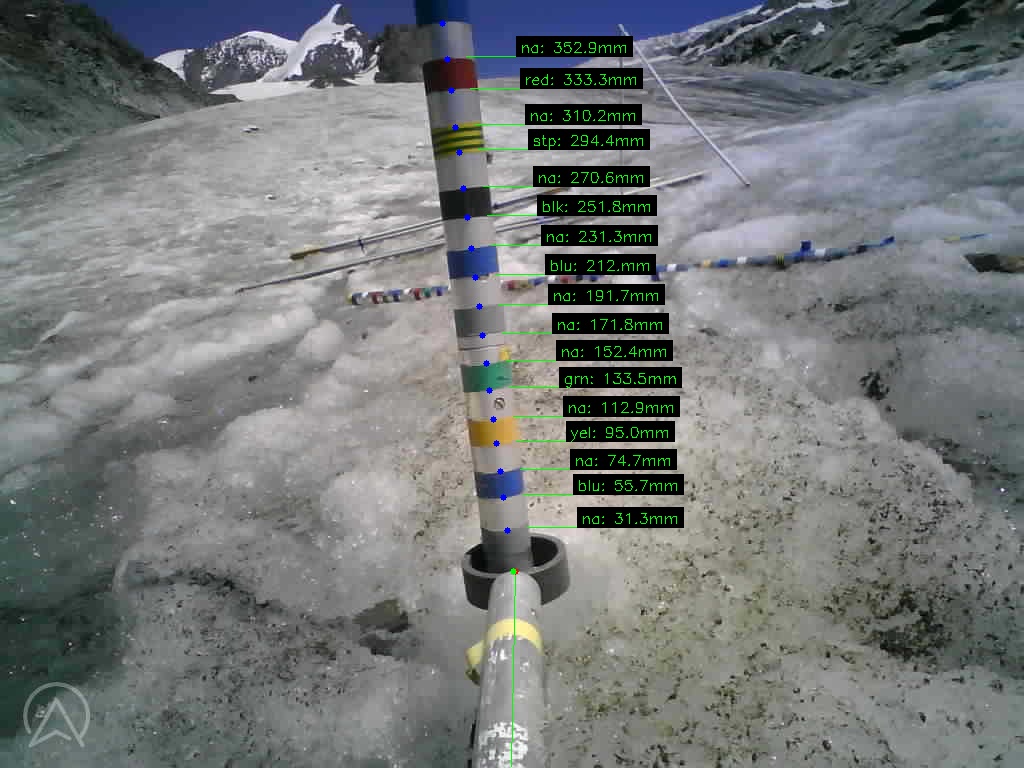 na: 352.9mm
red: 333.3mm
na: 310.2mm
stp: 294.4mm
na: 270.6mm
blk: 251.8mm
na: 231.3mm
blu: 212.mm
na: 191.7mm
na: 171.8mm
na: 152.4mm
grn: 133.5mm
na: 112.9mm
yel: 95.0mm
na: 74.7mm
blu: 55.7mm
na: 31.3mm